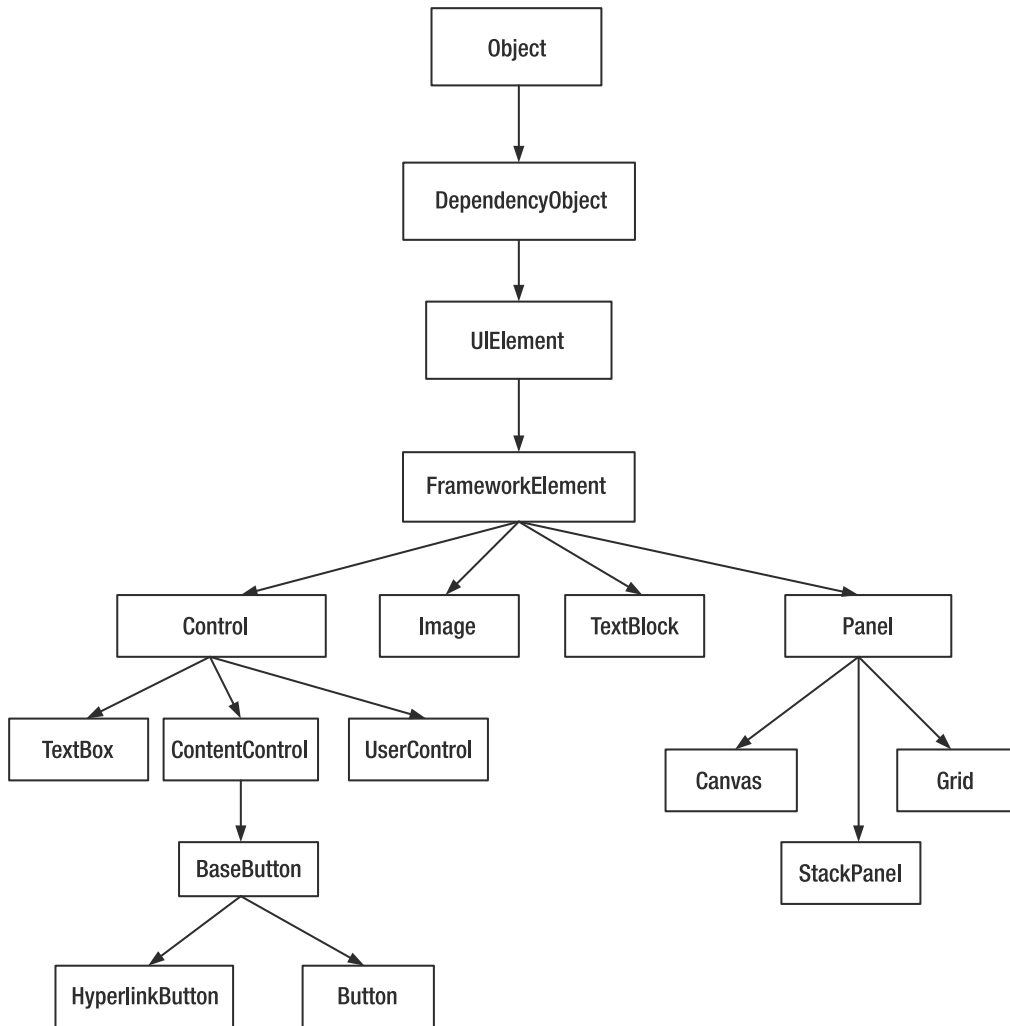 Object
DependencyObject
UIElement
FrameworkElement
Control
Image
TextBlock
Panel
TextBox
ContentControl
UserControl
Canvas
Grid
BaseButton
StackPanel
HyperlinkButton
Button